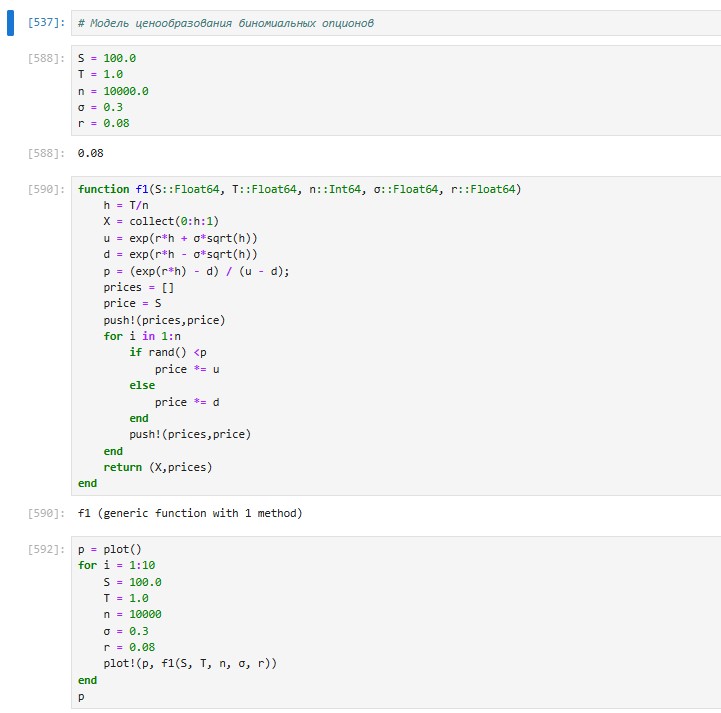 [537]: # Модель ценообразования биномиальных опционов
[588]: S = 100.0
T = 1.0
n = 10000.0
σ = 0.3
r = 0.08
[588]: 0.08
[590]: function f1(S::Float64, T::Float64, n::Int64, σ::Float64, r::Float64)
    h = T/n
    X = collect(0:h:1)
    u = exp(r*h + σ*sqrt(h))
    d = exp(r*h - σ*sqrt(h))
    p = (exp(r*h) - d) / (u - d);
    prices = []
    price = S
    push!(prices,price)
    for i in 1:n
        if rand() <p
            price *= u
        else
            price *= d
        end
        push!(prices,price)
    end
    return (X,prices)
end
[590]: f1 (generic function with 1 method)
[592]: p = plot()
for i = 1:10
    S = 100.0
    T = 1.0
    n = 10000
    σ = 0.3
    r = 0.08
    plot!(p, f1(S, T, n, σ, r))
end
p